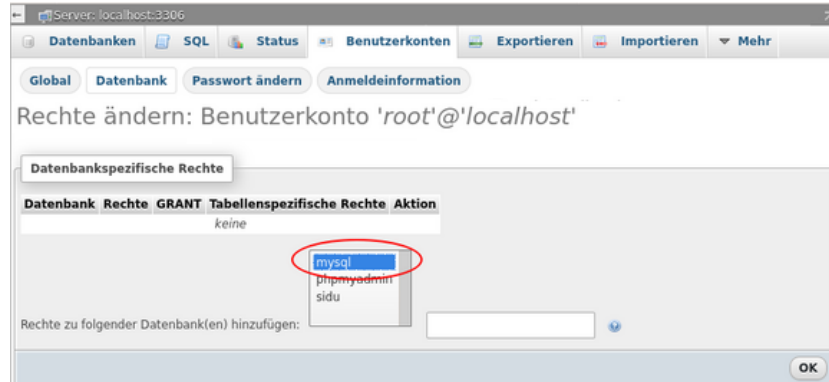 Server: localhost:3306
Datenbanken SQL Status Benutzerkonten Exportieren Importieren Mehr
Global Datenbank Passwort ändern Anmeldeinformation
Rechte ändern: Benutzerkonto 'root'@'localhost'
Datenbankspezifische Rechte
Datenbank Rechte GRANT Tabellenspezifische Rechte Aktion
keine
mysql
phpmyadmin
sidu
Rechte zu folgender Datenbank(en) hinzufügen:
OK